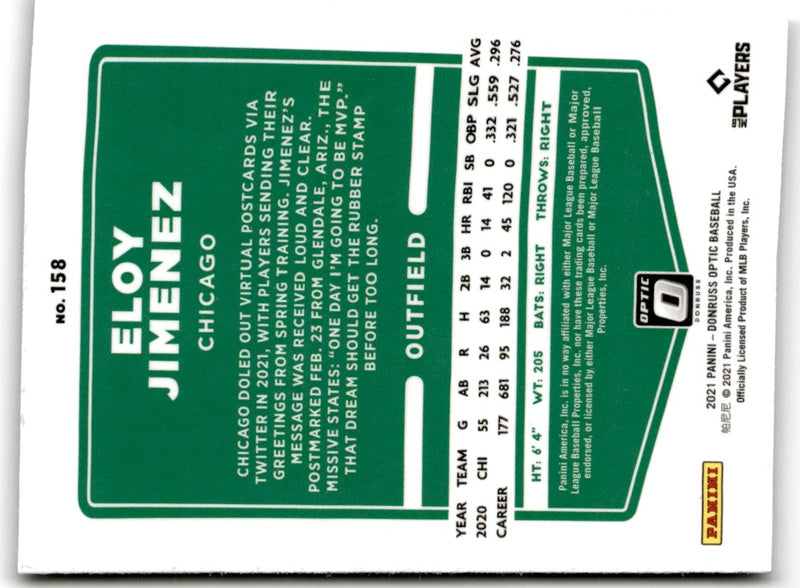 NO. 158
ELOY
JIMENEZ
CHICAGO
CHICAGO DOLED OUT VIRTUAL POSTCARDS VIA
TWITTER IN 2021, WITH PLAYERS SENDING THEIR
GREETINGS FROM SPRING TRAINING. JIMENEZ'S
MESSAGE WAS RECEIVED LOUD AND CLEAR.
POSTMARKED FEB. 23 FROM GLENDALE, ARIZ., THE
MISSIVE STATES: "ONE DAY I'M GOING TO BE MVP."
THAT DREAM SHOULD GET THE RUBBER STAMP
BEFORE TOO LONG.
OUTFIELD
YEAR TEAM G AB R H 2B 3B HR RBI SB OBP SLG AVG
2020 CHI 55 213 26 63 14 0 14 41 0 .332 .559 .296
CAREER 177 681 95 188 32 2 45 120 0 .321 .527 .276
HT: 6' 4" WT: 205 BATS: RIGHT THROWS: RIGHT
Panini America, Inc. is in no way affiliated with either Major League Baseball or Major
League Baseball Properties, Inc. nor have these trading cards been prepared, approved,
endorsed, or licensed by either Major League Baseball or Major League Baseball
Properties, Inc.
OPTIC
DONRUSS
2021 PANINI – DONRUSS OPTIC BASEBALL
帕尼尼 © 2021 Panini America, Inc. Produced in the USA.
Officially Licensed Product of MLB Players, Inc.
PANINI
MLB PLAYERS